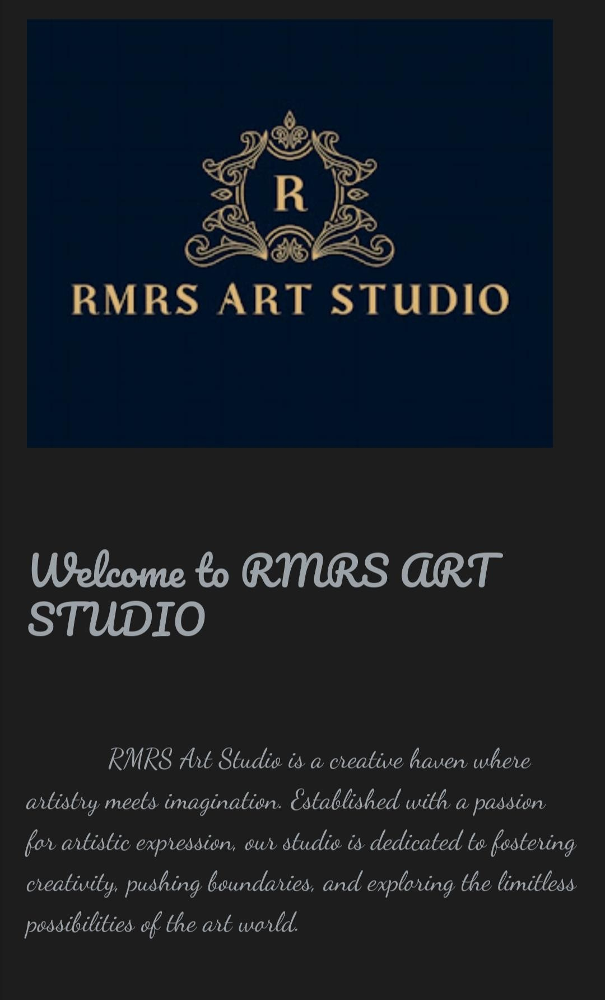 R
RMRS ART STUDIO
Welcome to RMRS ART
STUDIO
RMRS Art Studio is a creative haven where
artistry meets imagination. Established with a passion
for artistic expression, our studio is dedicated to fostering
creativity, pushing boundaries, and exploring the limitless
possibilities of the art world.